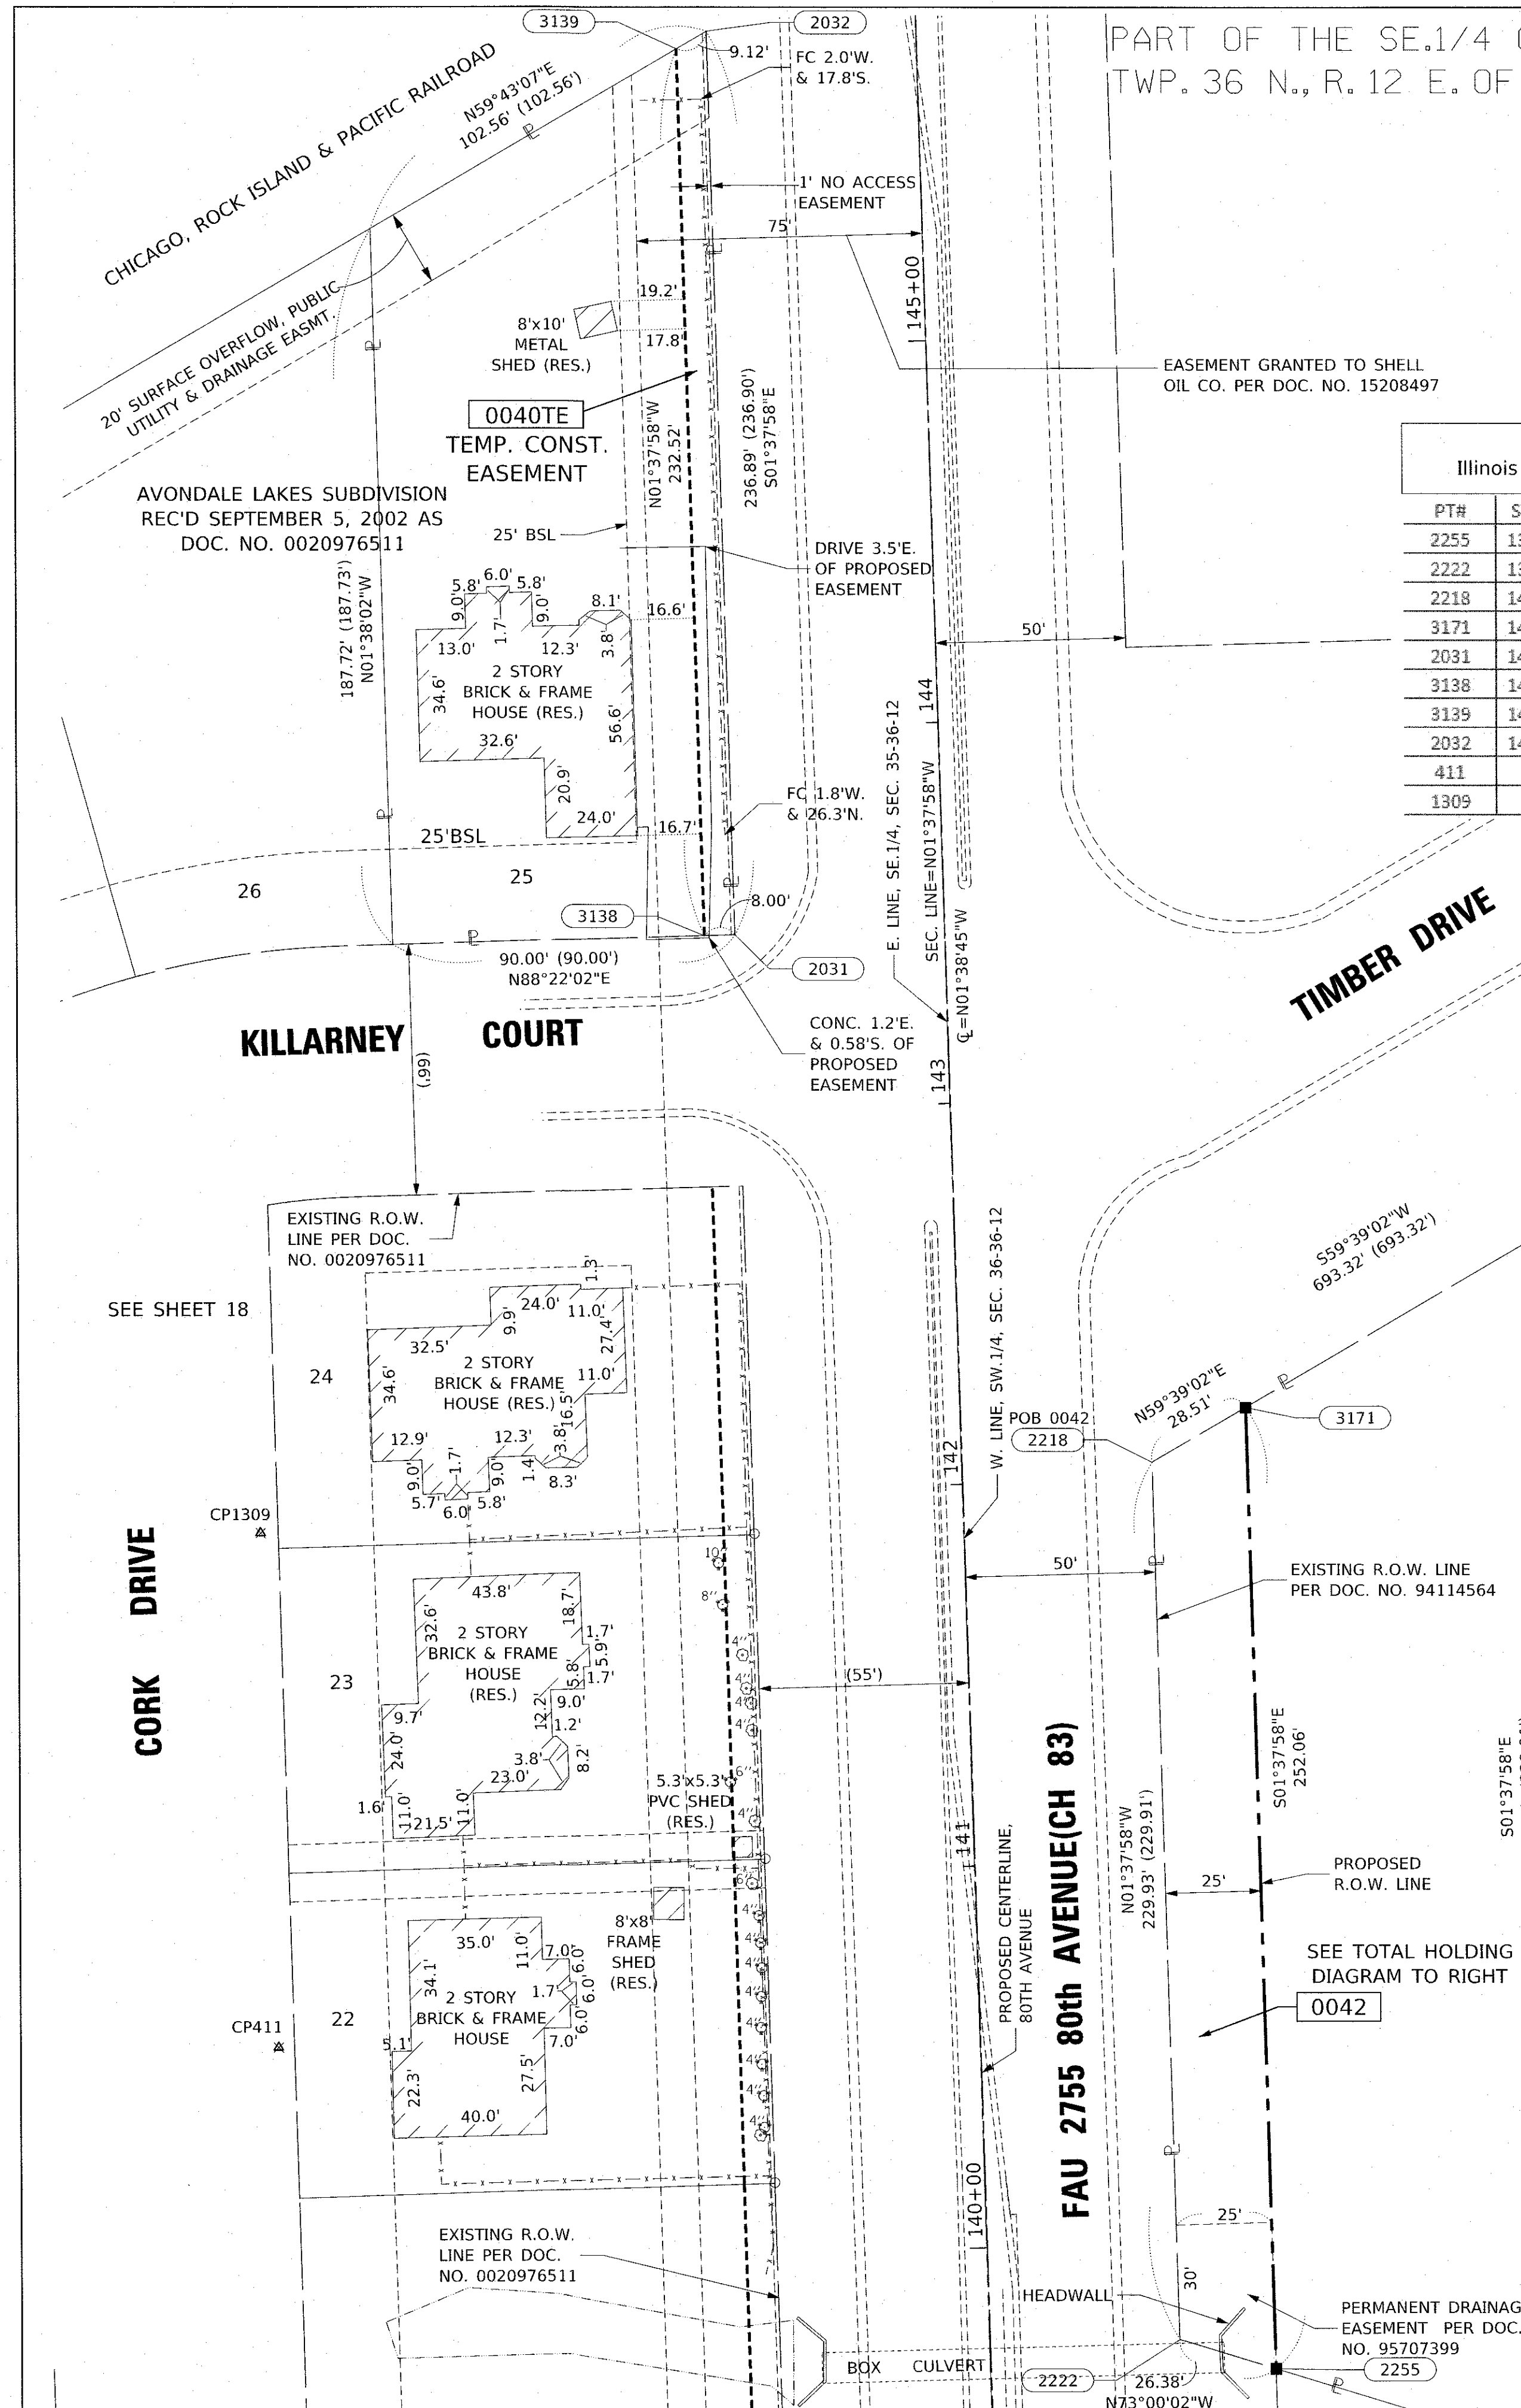 3139
2032
PART OF THE SE.1/4
TWP. 36 N., R. 12 E. OF
9.12'
FC 2.0'W.
& 17.8'S.
N59°43'07"E
102.56' (102.56')
CHICAGO, ROCK ISLAND & PACIFIC RAILROAD
1' NO ACCESS
EASEMENT
75'
20' SURFACE OVERFLOW, PUBLIC
UTILITY & DRAINAGE EASMT.
19.2'
8'x10'
METAL
SHED (RES.)
17.8'
145+00
EASEMENT GRANTED TO SHELL
OIL CO. PER DOC. NO. 15208497
0040TE
TEMP. CONST.
EASEMENT
N01°37'58"W
232.52'
236.89' (236.90')
S01°37'58"E
Illinois
PT#
2255
2222
2218
3171
2031
3138
3139
2032
411
1309
AVONDALE LAKES SUBDIVISION
REC'D SEPTEMBER 5, 2002 AS
DOC. NO. 0020976511
25' BSL
DRIVE 3.5'E.
OF PROPOSED
EASEMENT
187.72' (187.73')
N01°38'02"W
9.0'
5.8'
6.0'
5.8'
1.7'
9.0'
8.1'
16.6'
13.0'
12.3'
3.8'
2 STORY
BRICK & FRAME
HOUSE (RES.)
34.6'
56.6'
32.6'
20.9'
24.0'
16.7'
50'
144
FC 1.8'W.
& 26.3'N.
25'BSL
26
25
8.00'
3138
2031
90.00' (90.00')
N88°22'02"E
E. LINE, SE.1/4, SEC. 35-36-12
SEC. LINE=N01°37'58"W
℄=N01°38'45"W
TIMBER DRIVE
KILLARNEY COURT
(66')
CONC. 1.2'E.
& 0.58'S. OF
PROPOSED
EASEMENT
143
EXISTING R.O.W.
LINE PER DOC.
NO. 0020976511
SEE SHEET 18
24
1.3'
24.0'
11.0'
9.9'
27.4'
32.5'
2 STORY
BRICK & FRAME
HOUSE (RES.)
34.6'
11.0'
16.5'
12.9'
1.7'
12.3'
3.8'
9.0'
9.0'
1.4'
8.3'
5.7'
6.0'
5.8'
W. LINE, SW.1/4, SEC. 36-36-12
S59°39'02"W
693.32' (693.32')
N59°39'02"E
28.51'
3171
POB 0042
2218
142
CP1309
CORK DRIVE
10"
8"
50'
EXISTING R.O.W. LINE
PER DOC. NO. 94114564
43.8'
32.6'
18.7'
2 STORY
BRICK & FRAME
HOUSE
(RES.)
1.7'
5.9'
5.8'
1.7'
23
9.7'
9.0'
12.2'
1.2'
24.0'
3.8'
8.2'
23.0'
1.6'
11.0'
21.5'
11.0'
5.3'x5.3'
PVC SHED
(RES.)
4"
4"
4"
4"
6"
4"
(55')
S01°37'58"E
252.06'
S01°37'58"E
141
PROPOSED CENTERLINE,
80TH AVENUE
FAU 2755 80th AVENUE(CH 83)
N01°37'58"W
229.93' (229.91')
25'
PROPOSED
R.O.W. LINE
SEE TOTAL HOLDING
DIAGRAM TO RIGHT
0042
6"
4"
4"
4"
4"
4"
4"
4"
4"
8'x8'
FRAME
SHED
(RES.)
35.0'
11.0'
7.0'
6.0'
34.1'
1.7'
6.0'
2 STORY
BRICK & FRAME
HOUSE
6.0'
7.0'
22
CP411
5.1'
22.3'
27.5'
40.0'
140+00
EXISTING R.O.W.
LINE PER DOC.
NO. 0020976511
25'
30'
HEADWALL
PERMANENT DRAINAG
EASEMENT PER DOC.
NO. 95707399
BOX CULVERT
2222
26.38'
N73°00'02"W
2255